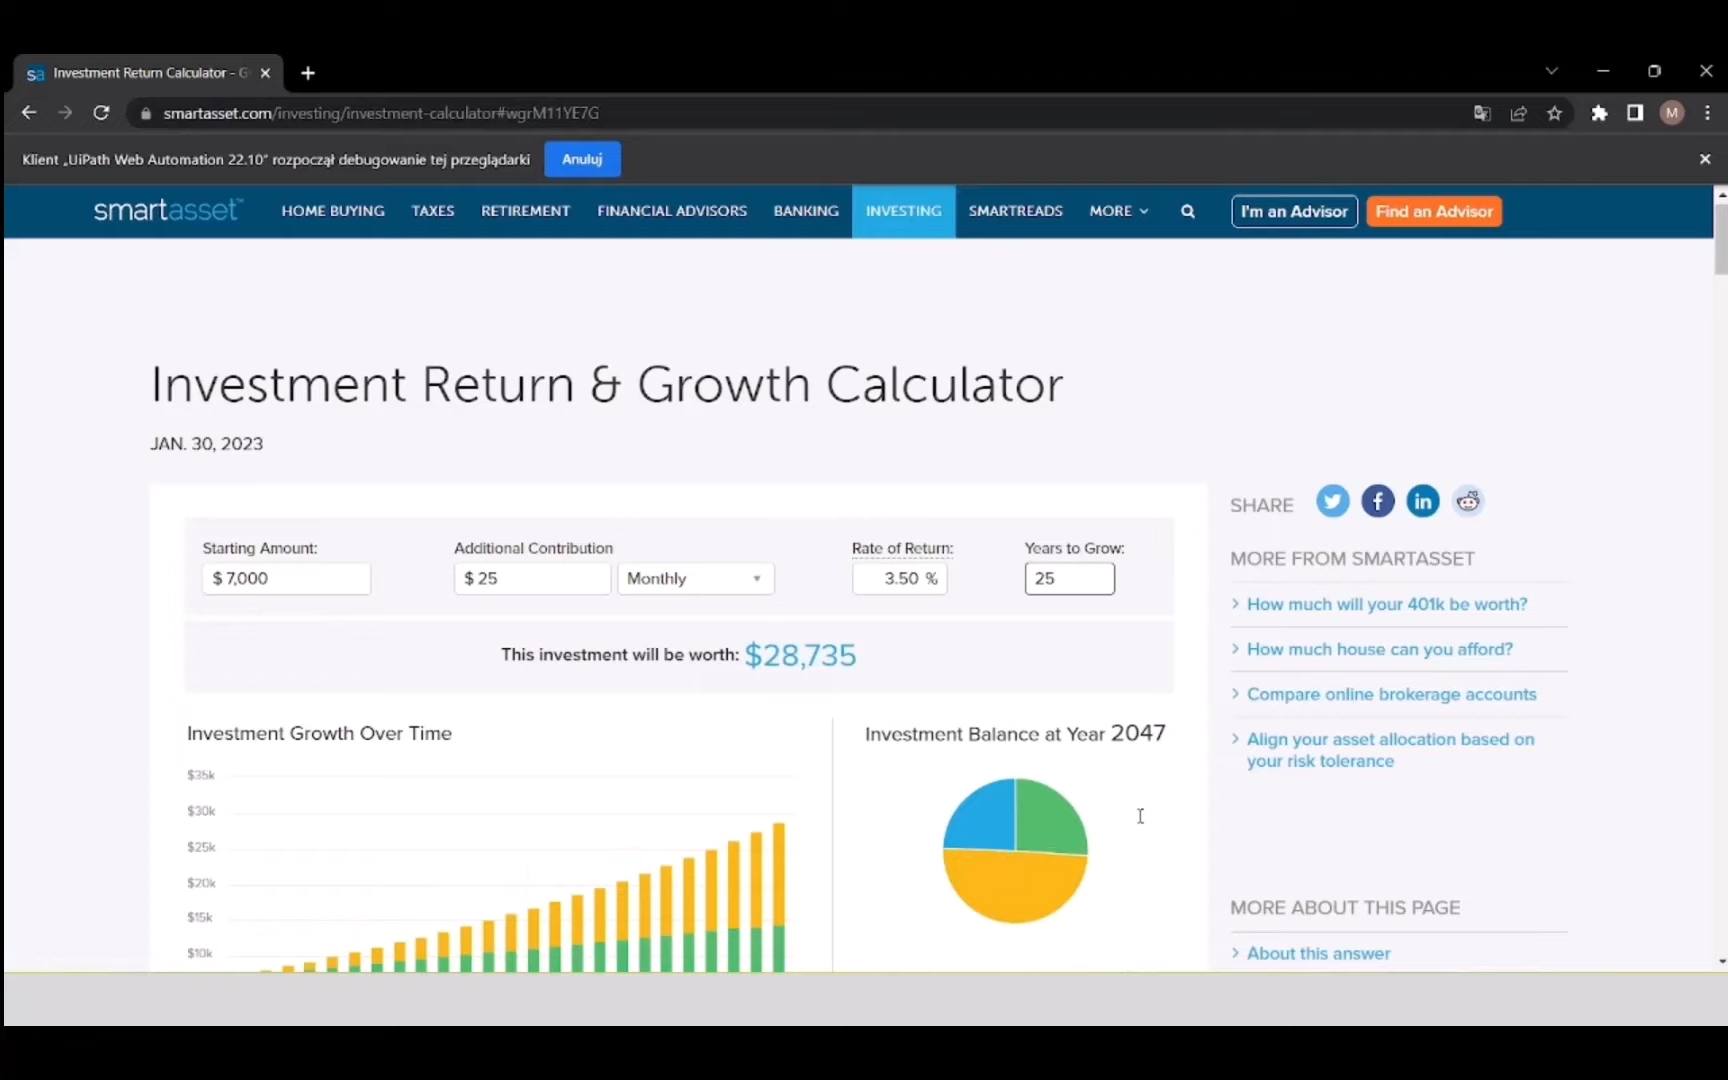 Investment Return Calculator - G
smartasset.com/investing/investment-calculator#wgrM11YE7G
M
Klient „UiPath Web Automation 22.10” rozpoczął debugowanie tej przeglądarki
Anuluj
smartasset™
HOME BUYING
TAXES
RETIREMENT
FINANCIAL ADVISORS
BANKING
INVESTING
SMARTREADS
MORE
I'm an Advisor
Find an Advisor
Investment Return & Growth Calculator
JAN. 30, 2023
Starting Amount:
$ 7,000
Additional Contribution
$ 25
Monthly
Rate of Return:
3.50 %
Years to Grow:
25
This investment will be worth: $28,735
Investment Growth Over Time
$35k
$30k
$25k
$20k
$15k
$10k
Investment Balance at Year 2047
SHARE
MORE FROM SMARTASSET
How much will your 401k be worth?
How much house can you afford?
Compare online brokerage accounts
Align your asset allocation based on
your risk tolerance
MORE ABOUT THIS PAGE
About this answer